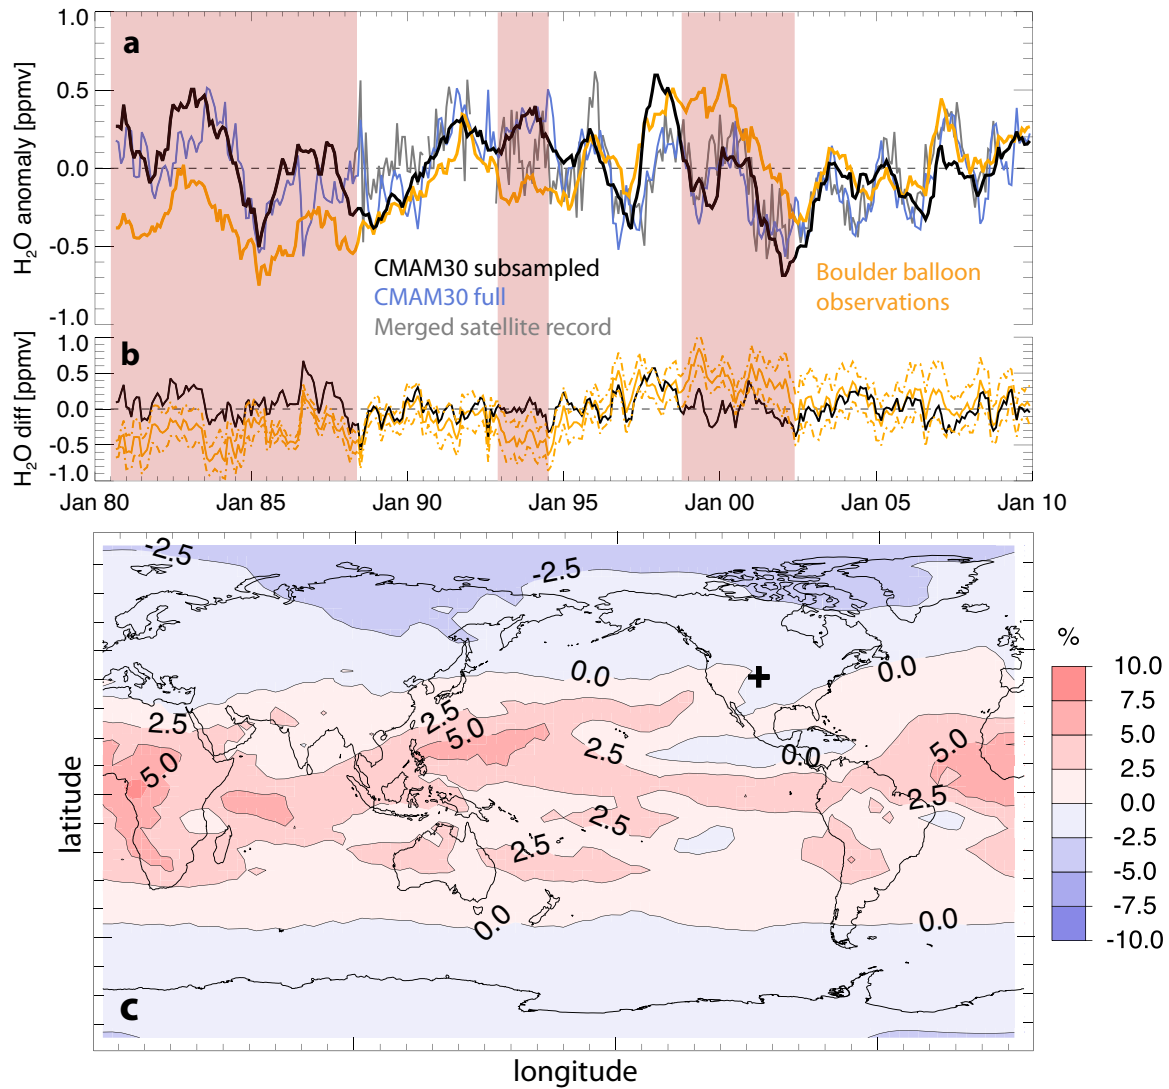 a
H₂O anomaly [ppmv]
1.0
0.5
0.0
-0.5
-1.0
CMAM30 subsampled
CMAM30 full
Merged satellite record
Boulder balloon
observations
b
H₂O diff [ppmv]
1.0
0.5
0.0
-0.5
-1.0
Jan 80
Jan 85
Jan 90
Jan 95
Jan 00
Jan 05
Jan 10
-2.5
-2.5
0.0
0.0
2.5
2.5
5.0
2.5
0.0
5.0
5.0
2.5
2.5
2.5
0.0
0.0
c
latitude
longitude
%
10.0
7.5
5.0
2.5
0.0
-2.5
-5.0
-7.5
-10.0